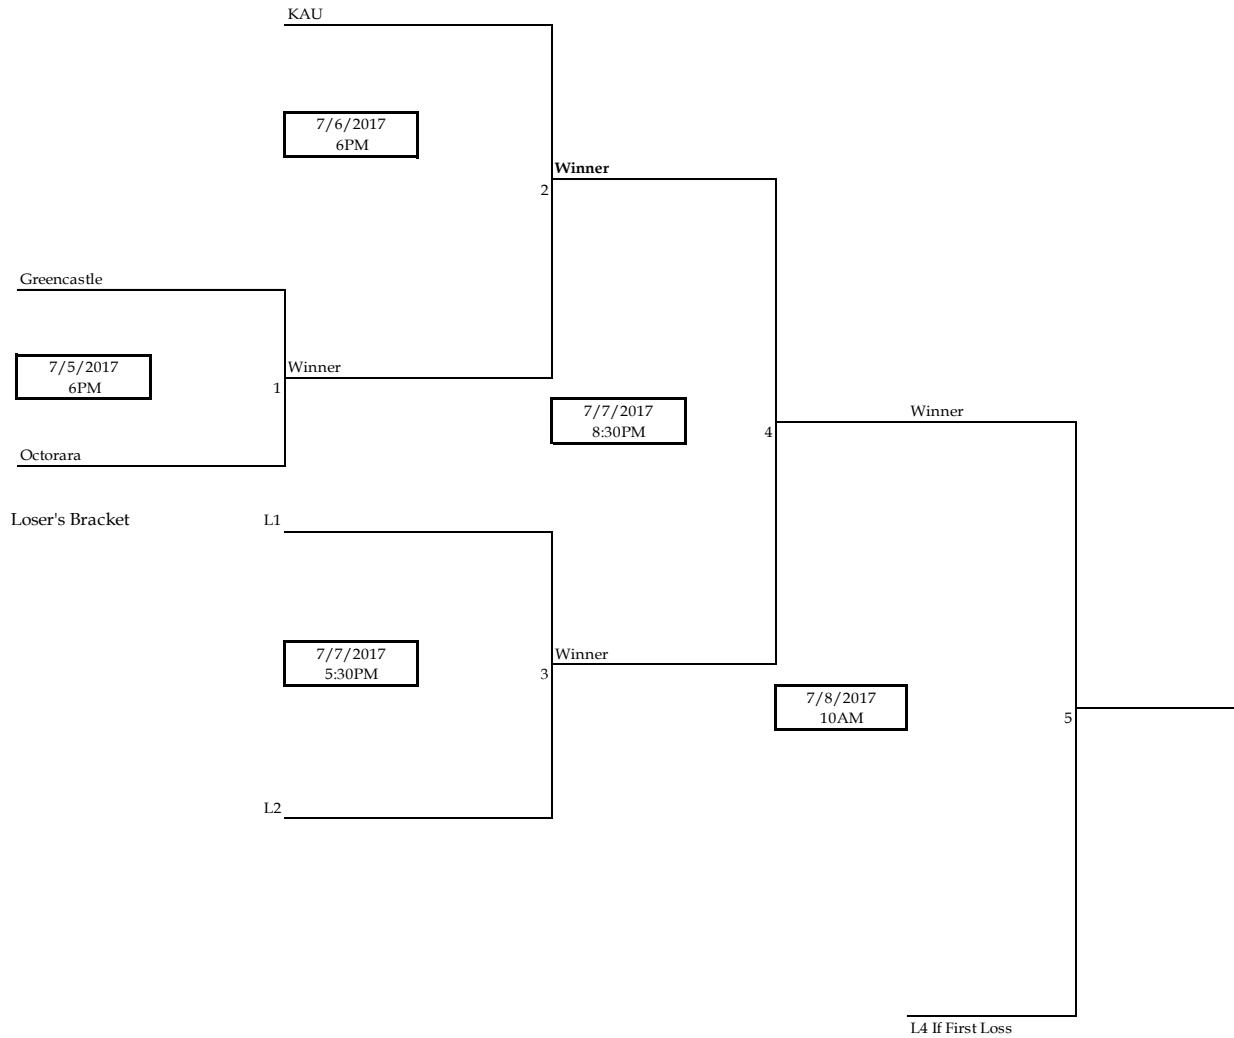 KAU
7/6/2017
6PM
Winner
2
Greencastle
7/5/2017
6PM
Winner
1
7/7/2017
8:30PM
Winner
4
Octorara
Loser's Bracket
L1
7/7/2017
5:30PM
Winner
3
7/8/2017
10AM
5
L2
L4 If First Loss